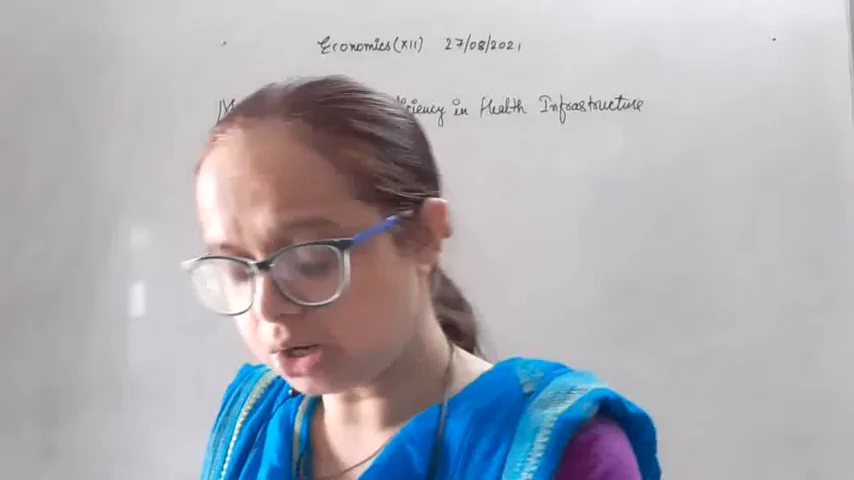 Economics (XII) 27/08/2021
in Health Infrastructure